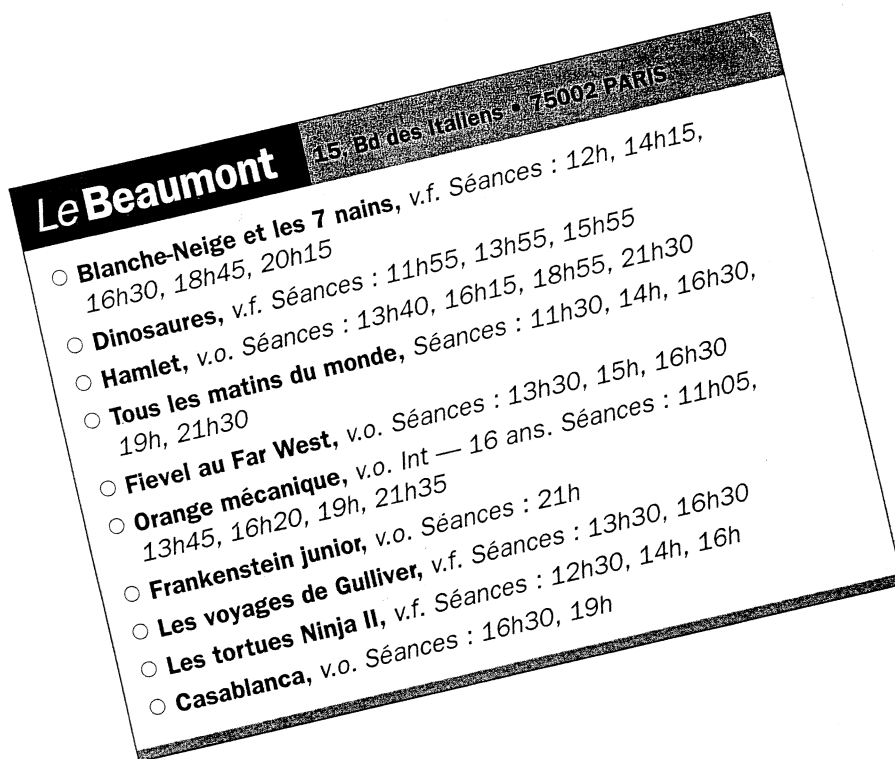 Le Beaumont 15, Bd des Italiens • 75002 PARIS
○ Blanche-Neige et les 7 nains, v.f. Séances : 12h, 14h15,
16h30, 18h45, 20h15
○ Dinosaures, v.f. Séances : 11h55, 13h55, 15h55
○ Hamlet, v.o. Séances : 13h40, 16h15, 18h55, 21h30
○ Tous les matins du monde, Séances : 11h30, 14h, 16h30,
19h, 21h30
○ Fievel au Far West, v.o. Séances : 13h30, 15h, 16h30
○ Orange mécanique, v.o. Int — 16 ans. Séances : 11h05,
13h45, 16h20, 19h, 21h35
○ Frankenstein junior, v.o. Séances : 21h
○ Les voyages de Gulliver, v.f. Séances : 13h30, 16h30
○ Les tortues Ninja II, v.f. Séances : 12h30, 14h, 16h
○ Casablanca, v.o. Séances : 16h30, 19h